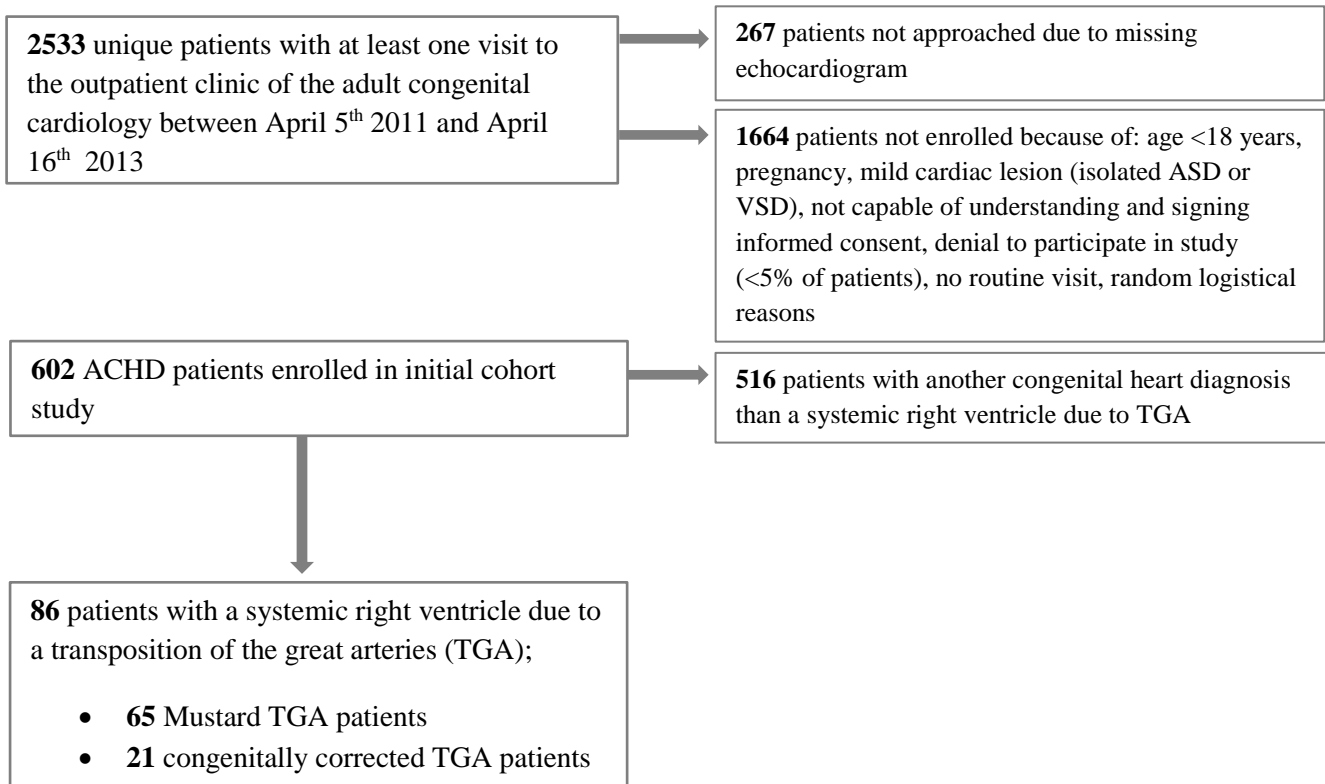 2533 unique patients with at least one visit to
the outpatient clinic of the adult congenital
cardiology between April 5th 2011 and April
16th 2013
267 patients not approached due to missing
echocardiogram
1664 patients not enrolled because of: age <18 years,
pregnancy, mild cardiac lesion (isolated ASD or
VSD), not capable of understanding and signing
informed consent, denial to participate in study
(<5% of patients), no routine visit, random logistical
reasons
602 ACHD patients enrolled in initial cohort
study
516 patients with another congenital heart diagnosis
than a systemic right ventricle due to TGA
86 patients with a systemic right ventricle due to
a transposition of the great arteries (TGA);
• 65 Mustard TGA patients
• 21 congenitally corrected TGA patients